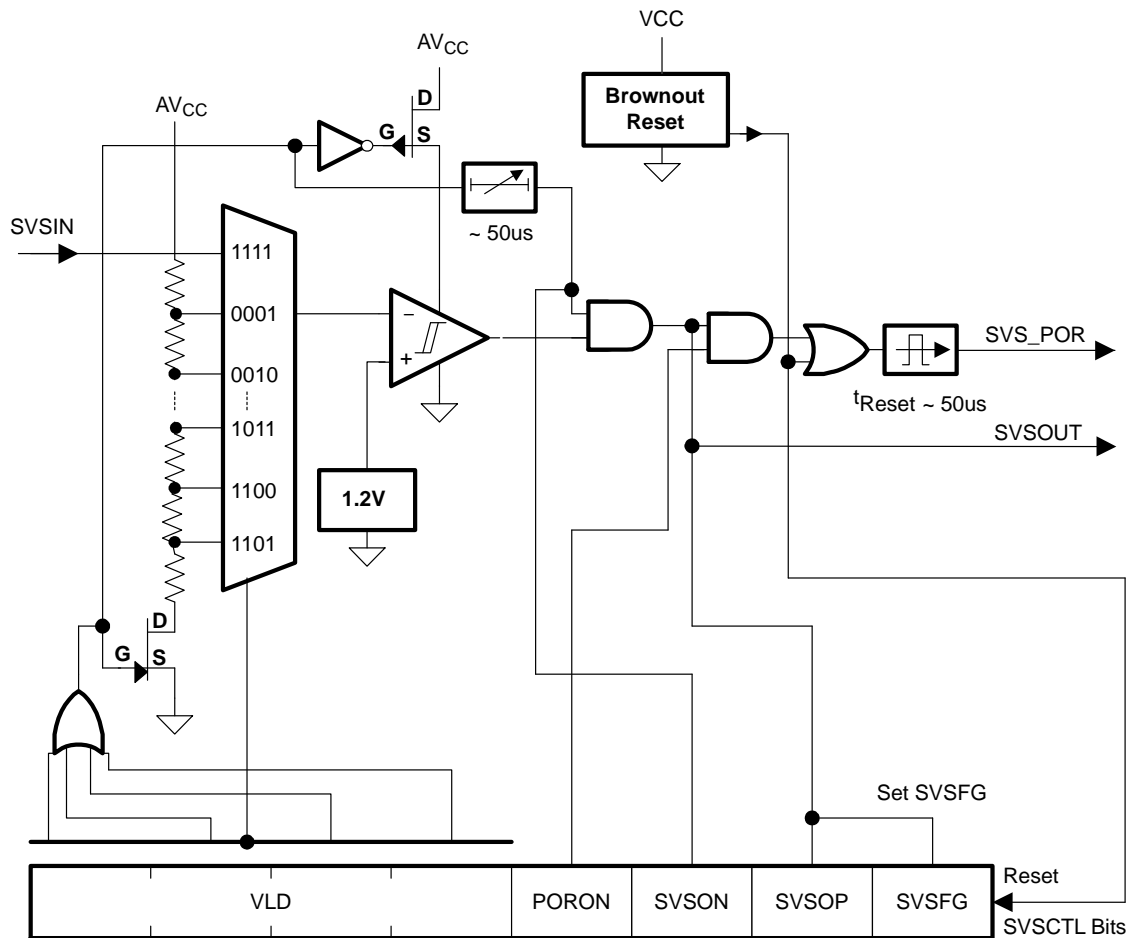 VCC
AVCC
Brownout
Reset
AVCC
D
G S
SVSIN
~ 50us
1111
0001
−
SVS_POR
+
0010
tReset ~ 50us
1011
SVSOUT
1100
1.2V
1101
D
G S
Set SVSFG
Reset
VLD PORON SVSON SVSOP SVSFG
SVSCTL Bits